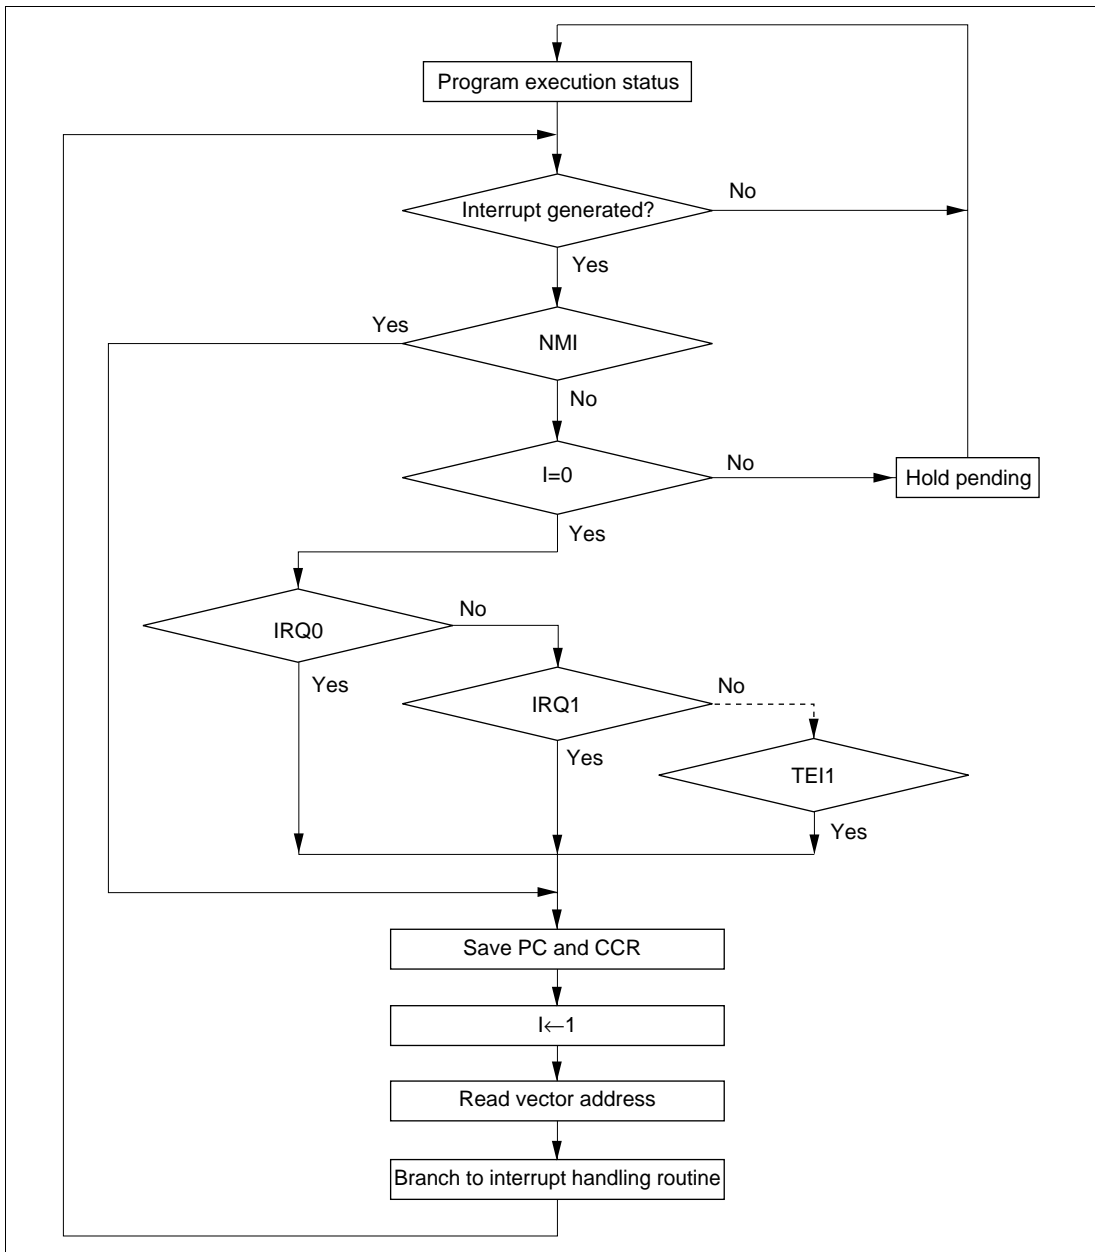 Program execution status
Interrupt generated?
No
Yes
Yes
NMI
No
I=0
No
Hold pending
Yes
IRQ0
No
Yes
IRQ1
No
Yes
TEI1
Yes
Save PC and CCR
I←1
Read vector address
Branch to interrupt handling routine